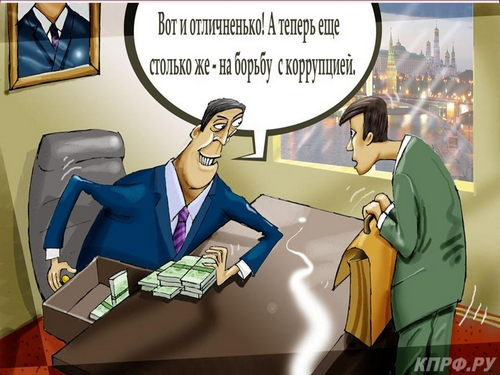 Вот и отличненько! А теперь еще
столько же - на борьбу с коррупцией.
КПРФ.РУ